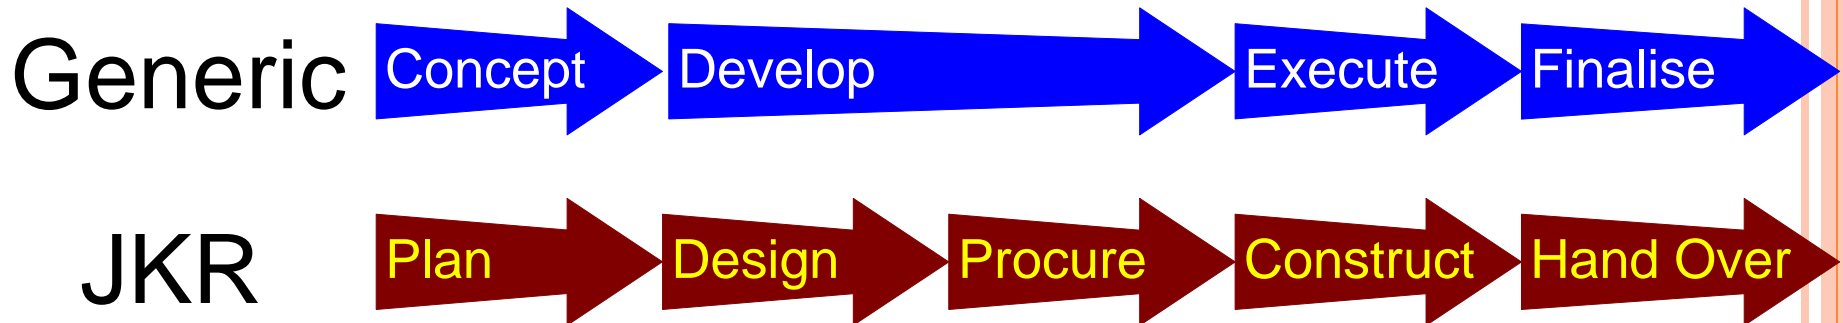 Generic Concept Develop Execute Finalise
JKR Plan Design Procure Construct Hand Over